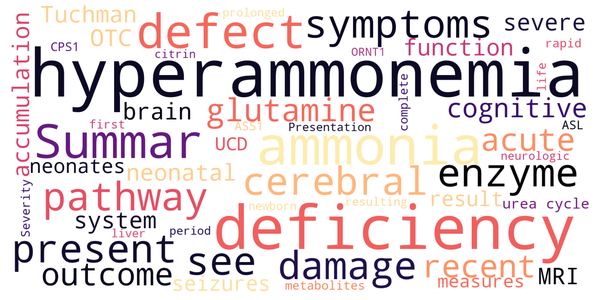 prolonged
Tuchman
defect
symptoms
severe
OTC
CPS1
citrin
ORNT1
function
rapid
accumulation
hyperammonemia
life
brain
glutamine
complete
cognitive
first
ASS1
Presentation
ASL
Summar
UCD
ammonia
acute
neurologic
neonates
neonatal
cerebral
enzyme
pathway
result
severity
newborn
resulting
urea cycle
system
period
deficiency
present
liver
see
damage
recent
outcome
seizures
metabolites
measures
MRI